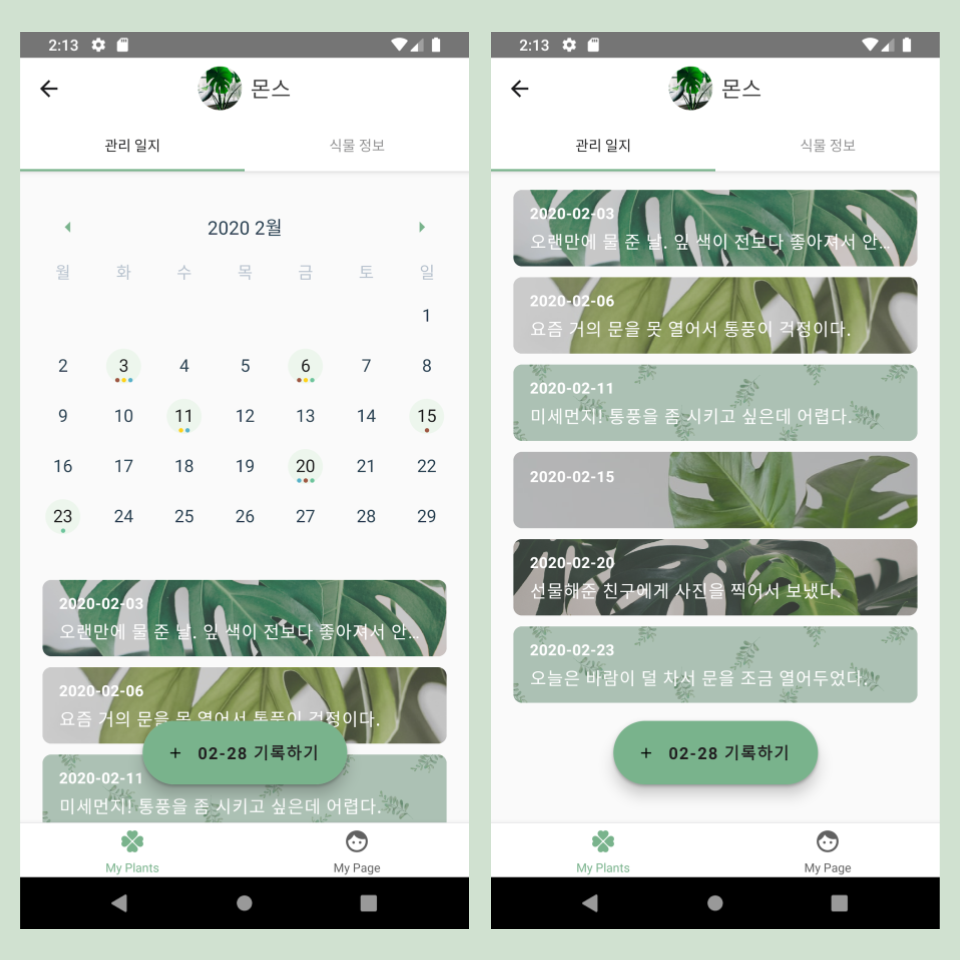 2:13
몬스
관리 일지 식물 정보
2020 2월
월 화 수 목 금 토 일
1
2 3 4 5 6 7 8
9 10 11 12 13 14 15
16 17 18 19 20 21 22
23 24 25 26 27 28 29
2020-02-03
오랜만에 물 준 날. 잎 색이 전보다 좋아져서 안...
2020-02-06
요즘 거의 문을 못 열어서 통풍이 걱정이다.
+ 02-28 기록하기
2020-02-11
미세먼지! 통풍을 좀 시키고 싶은데 어렵다.
My Plants My Page
2:13
몬스
관리 일지 식물 정보
2020-02-03
오랜만에 물 준 날. 잎 색이 전보다 좋아져서 안...
2020-02-06
요즘 거의 문을 못 열어서 통풍이 걱정이다.
2020-02-11
미세먼지! 통풍을 좀 시키고 싶은데 어렵다.
2020-02-15
2020-02-20
선물해준 친구에게 사진을 찍어서 보냈다.
2020-02-23
오늘은 바람이 덜 차서 문을 조금 열어두었다.
+ 02-28 기록하기
My Plants My Page